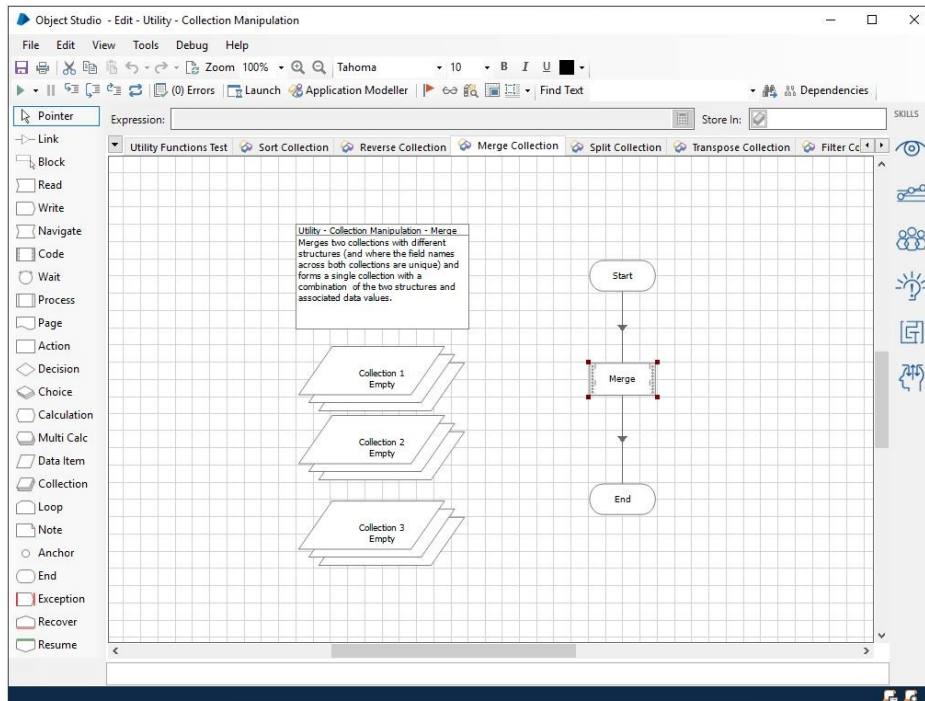 Object Studio - Edit - Utility - Collection Manipulation
File Edit View Tools Debug Help
Zoom 100% Tahoma 10 B I U
(0) Errors Launch Application Modeller Find Text Dependencies
Pointer
Expression: Store In:
SKILLS
Utility Functions Test Sort Collection Reverse Collection Merge Collection Split Collection Transpose Collection Filter Cc
Link
Block
Read
Write
Navigate
Code
Wait
Process
Page
Action
Decision
Choice
Calculation
Multi Calc
Data Item
Collection
Loop
Note
Anchor
End
Exception
Recover
Resume
Utility - Collection Manipulation - Merge
Merges two collections with different
structures (and where the field names
across both collections are unique) and
forms a single collection with a
combination of the two structures and
associated data values.
Collection 1
Empty
Collection 2
Empty
Collection 3
Empty
Start
Merge
End